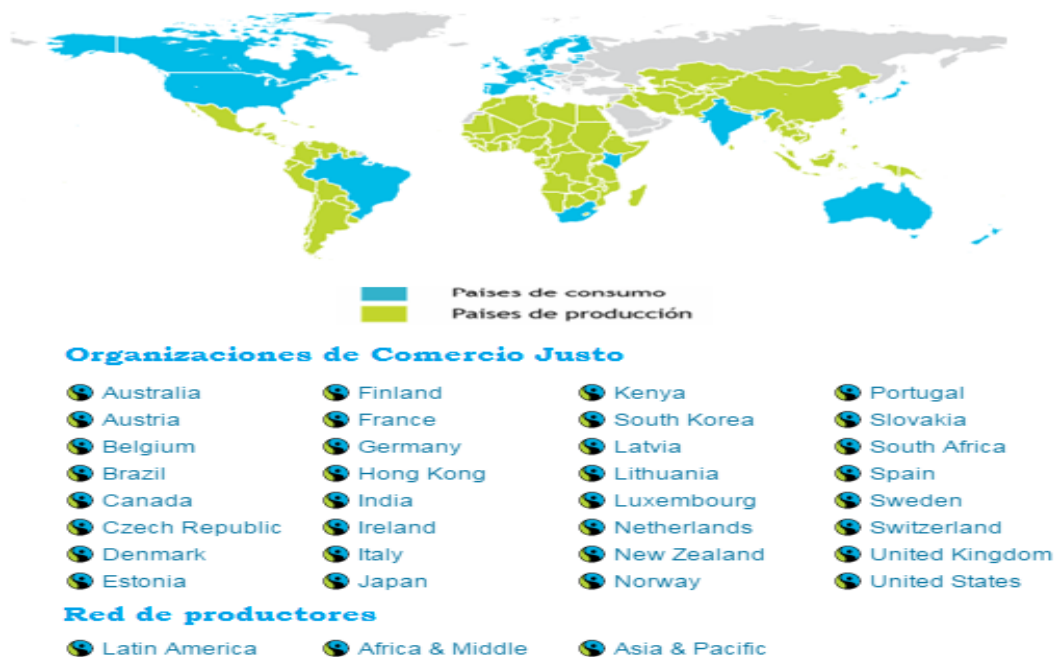 Países de consumo
Países de producción
Organizaciones de Comercio Justo
Australia Finland Kenya Portugal
Austria France South Korea Slovakia
Belgium Germany Latvia South Africa
Brazil Hong Kong Lithuania Spain
Canada India Luxembourg Sweden
Czech Republic Ireland Netherlands Switzerland
Denmark Italy New Zealand United Kingdom
Estonia Japan Norway United States
Red de productores
Latin America Africa & Middle Asia & Pacific